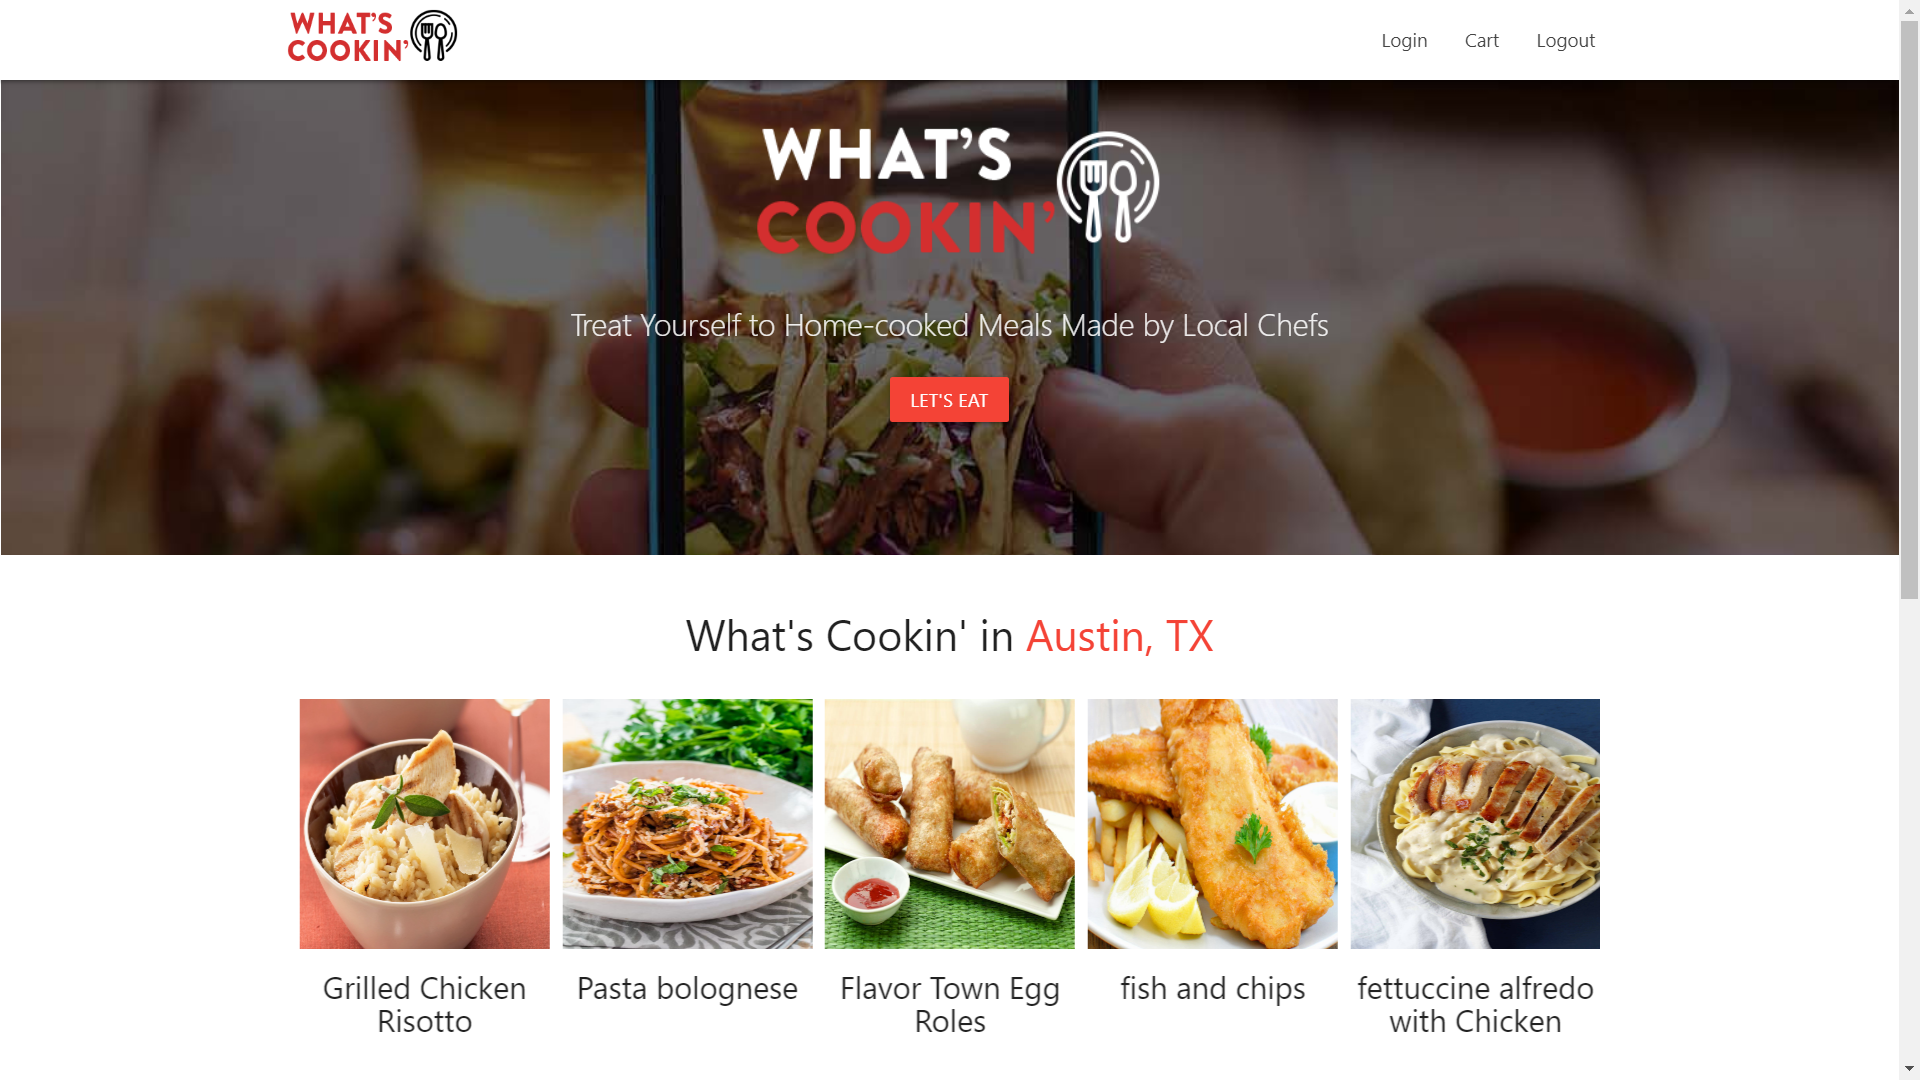 WHAT'S
COOKIN'
Login Cart Logout
WHAT'S
COOKIN'
Treat Yourself to Home-cooked Meals Made by Local Chefs
LET'S EAT
What's Cookin' in Austin, TX
Grilled Chicken
Risotto
Pasta bolognese
Flavor Town Egg
Roles
fish and chips
fettuccine alfredo
with Chicken